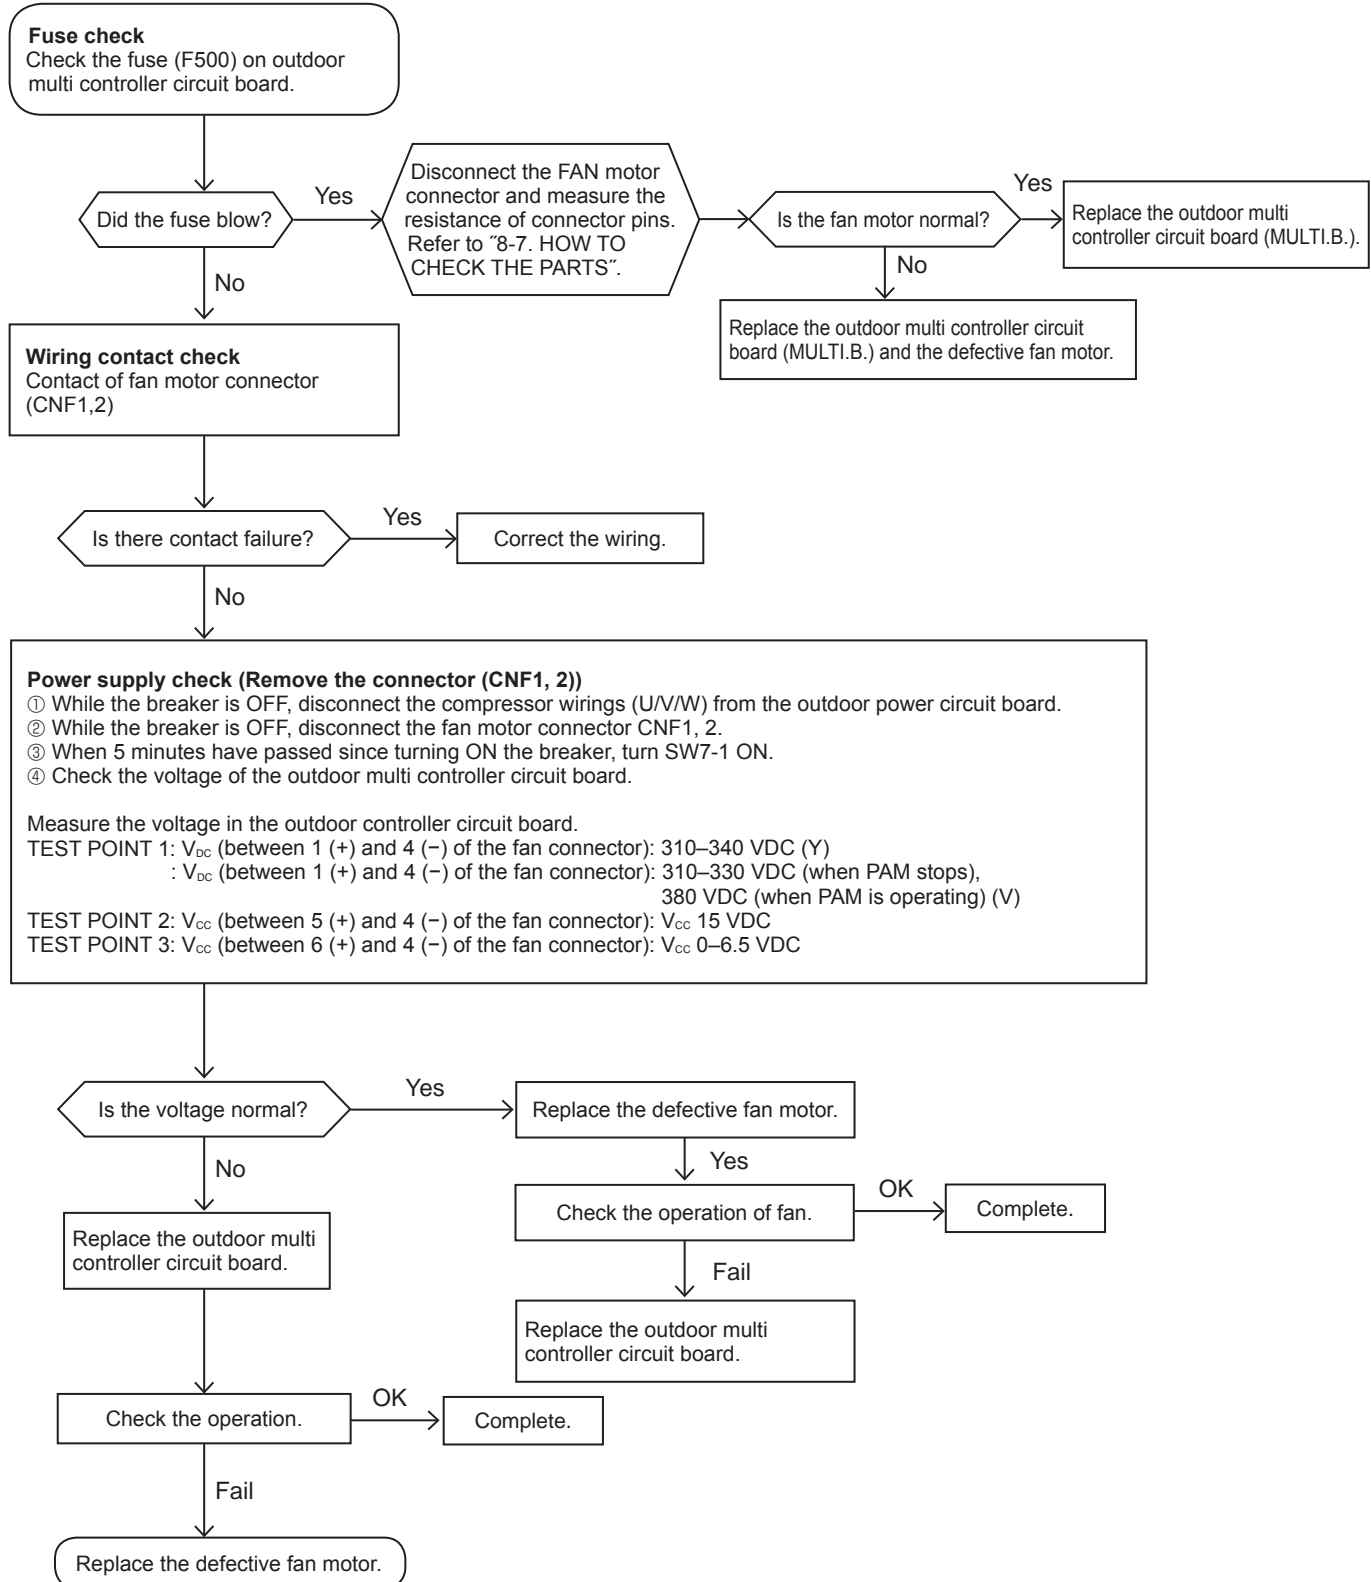 Fuse check
Check the fuse (F500) on outdoor
multi controller circuit board.
Did the fuse blow?
Yes
Disconnect the FAN motor
connector and measure the
resistance of connector pins.
Refer to ˝8-7. HOW TO
CHECK THE PARTS˝.
Is the fan motor normal?
Yes
Replace the outdoor multi
controller circuit board (MULTI.B.).
No
Replace the outdoor multi controller circuit
board (MULTI.B.) and the defective fan motor.
No
Wiring contact check
Contact of fan motor connector
(CNF1,2)
Is there contact failure?
Yes
Correct the wiring.
No
Power supply check (Remove the connector (CNF1, 2))
① While the breaker is OFF, disconnect the compressor wirings (U/V/W) from the outdoor power circuit board.
② While the breaker is OFF, disconnect the fan motor connector CNF1, 2.
③ When 5 minutes have passed since turning ON the breaker, turn SW7-1 ON.
④ Check the voltage of the outdoor multi controller circuit board.
Measure the voltage in the outdoor controller circuit board.
TEST POINT 1: VDC (between 1 (+) and 4 (−) of the fan connector): 310–340 VDC (Y)
: VDC (between 1 (+) and 4 (−) of the fan connector): 310–330 VDC (when PAM stops),
380 VDC (when PAM is operating) (V)
TEST POINT 2: VCC (between 5 (+) and 4 (−) of the fan connector): VCC 15 VDC
TEST POINT 3: VCC (between 6 (+) and 4 (−) of the fan connector): VCC 0–6.5 VDC
Is the voltage normal?
Yes
Replace the defective fan motor.
Yes
Check the operation of fan.
OK
Complete.
Fail
Replace the outdoor multi
controller circuit board.
No
Replace the outdoor multi
controller circuit board.
Check the operation.
OK
Complete.
Fail
Replace the defective fan motor.